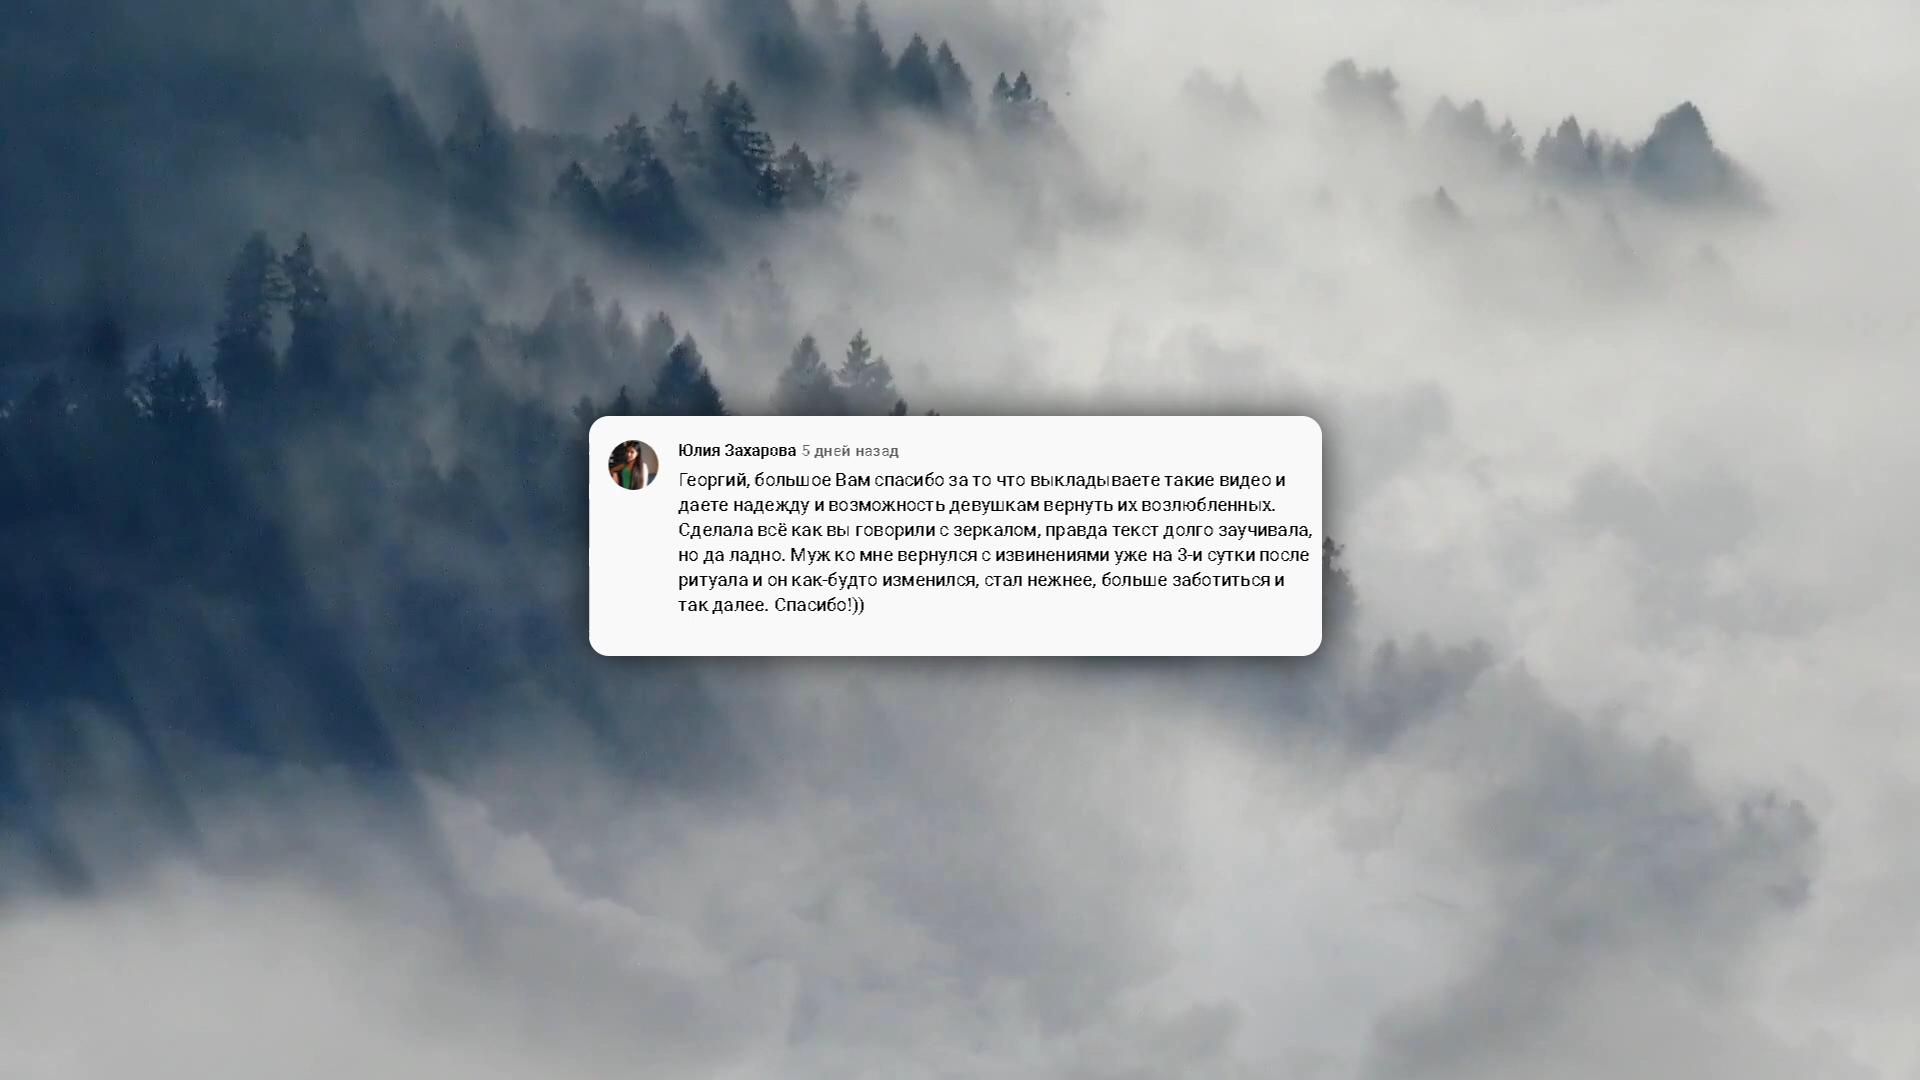 Юлия Захарова 5 дней назад
Георгий, большое Вам спасибо за то что выкладываете такие видео и
даете надежду и возможность девушкам вернуть их возлюбленных.
Сделала всё как вы говорили с зеркалом, правда текст долго заучивала,
но да ладно. Муж ко мне вернулся с извинениями уже на 3-и сутки после
ритуала и он как-будто изменился, стал нежнее, больше заботиться и
так далее. Спасибо!))